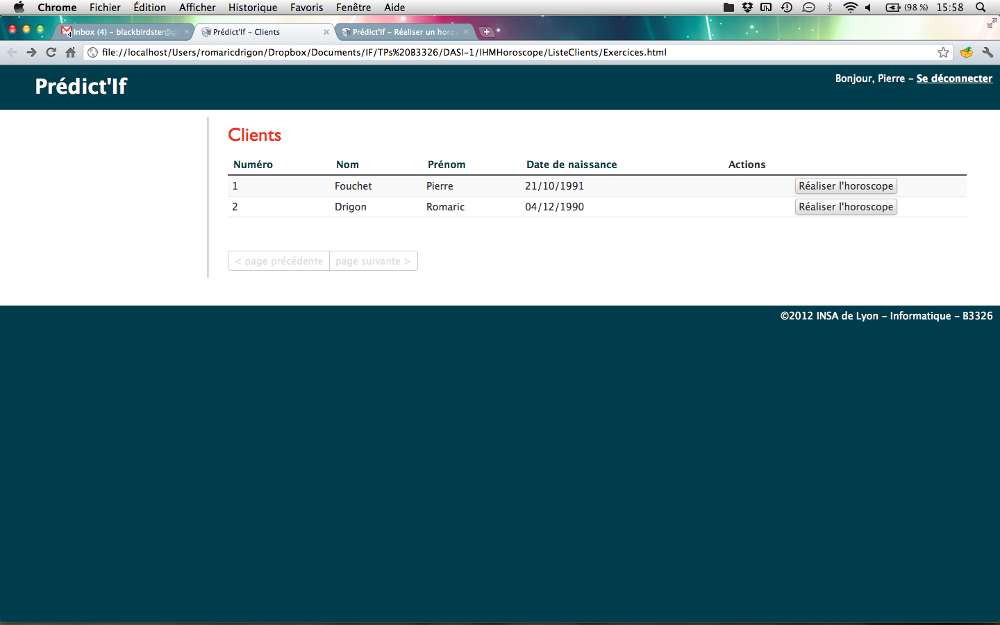 Chrome Fichier Édition Afficher Historique Favoris Fenêtre Aide (98 %) 15:58
4 Inbox (4) – blackbirdster@g Prédict'If – Clients Prédict'If – Réaliser un horos
file://localhost/Users/romaricdrigon/Dropbox/Documents/IF/TPs%20B3326/DASI-1/IHMHoroscope/ListeClients/Exercices.html
Prédict'If
Bonjour, Pierre – Se déconnecter
Clients
Numéro Nom Prénom Date de naissance Actions
1 Fouchet Pierre 21/10/1991 Réaliser l'horoscope
2 Drigon Romaric 04/12/1990 Réaliser l'horoscope
< page précédente page suivante >
©2012 INSA de Lyon – Informatique – B3326